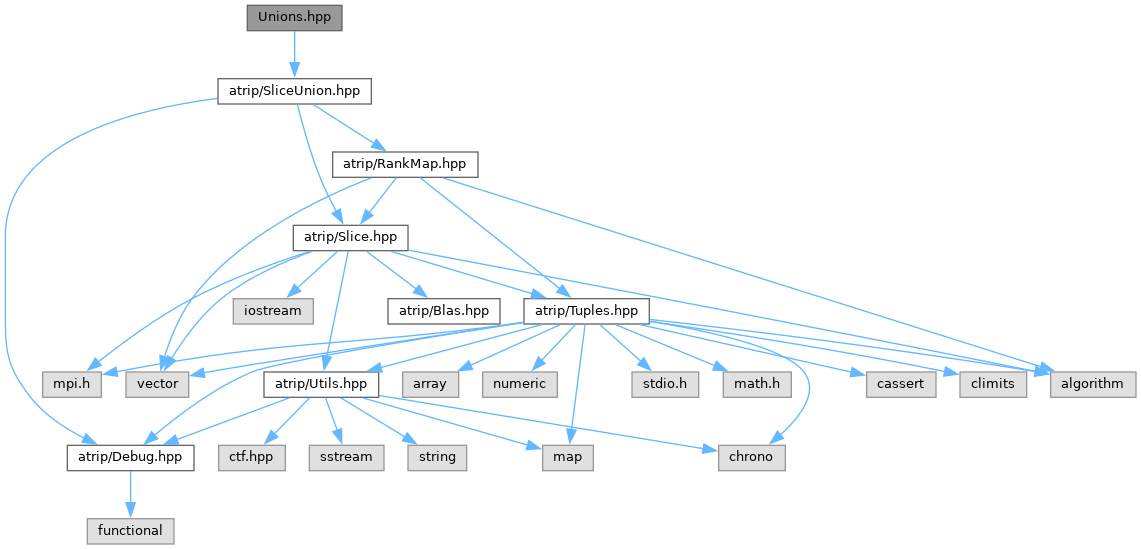 Unions.hpp
atrip/SliceUnion.hpp
atrip/RankMap.hpp
atrip/Slice.hpp
iostream
atrip/Blas.hpp
atrip/Tuples.hpp
mpi.h
vector
atrip/Utils.hpp
array
numeric
stdio.h
math.h
cassert
climits
algorithm
atrip/Debug.hpp
ctf.hpp
sstream
string
map
chrono
functional